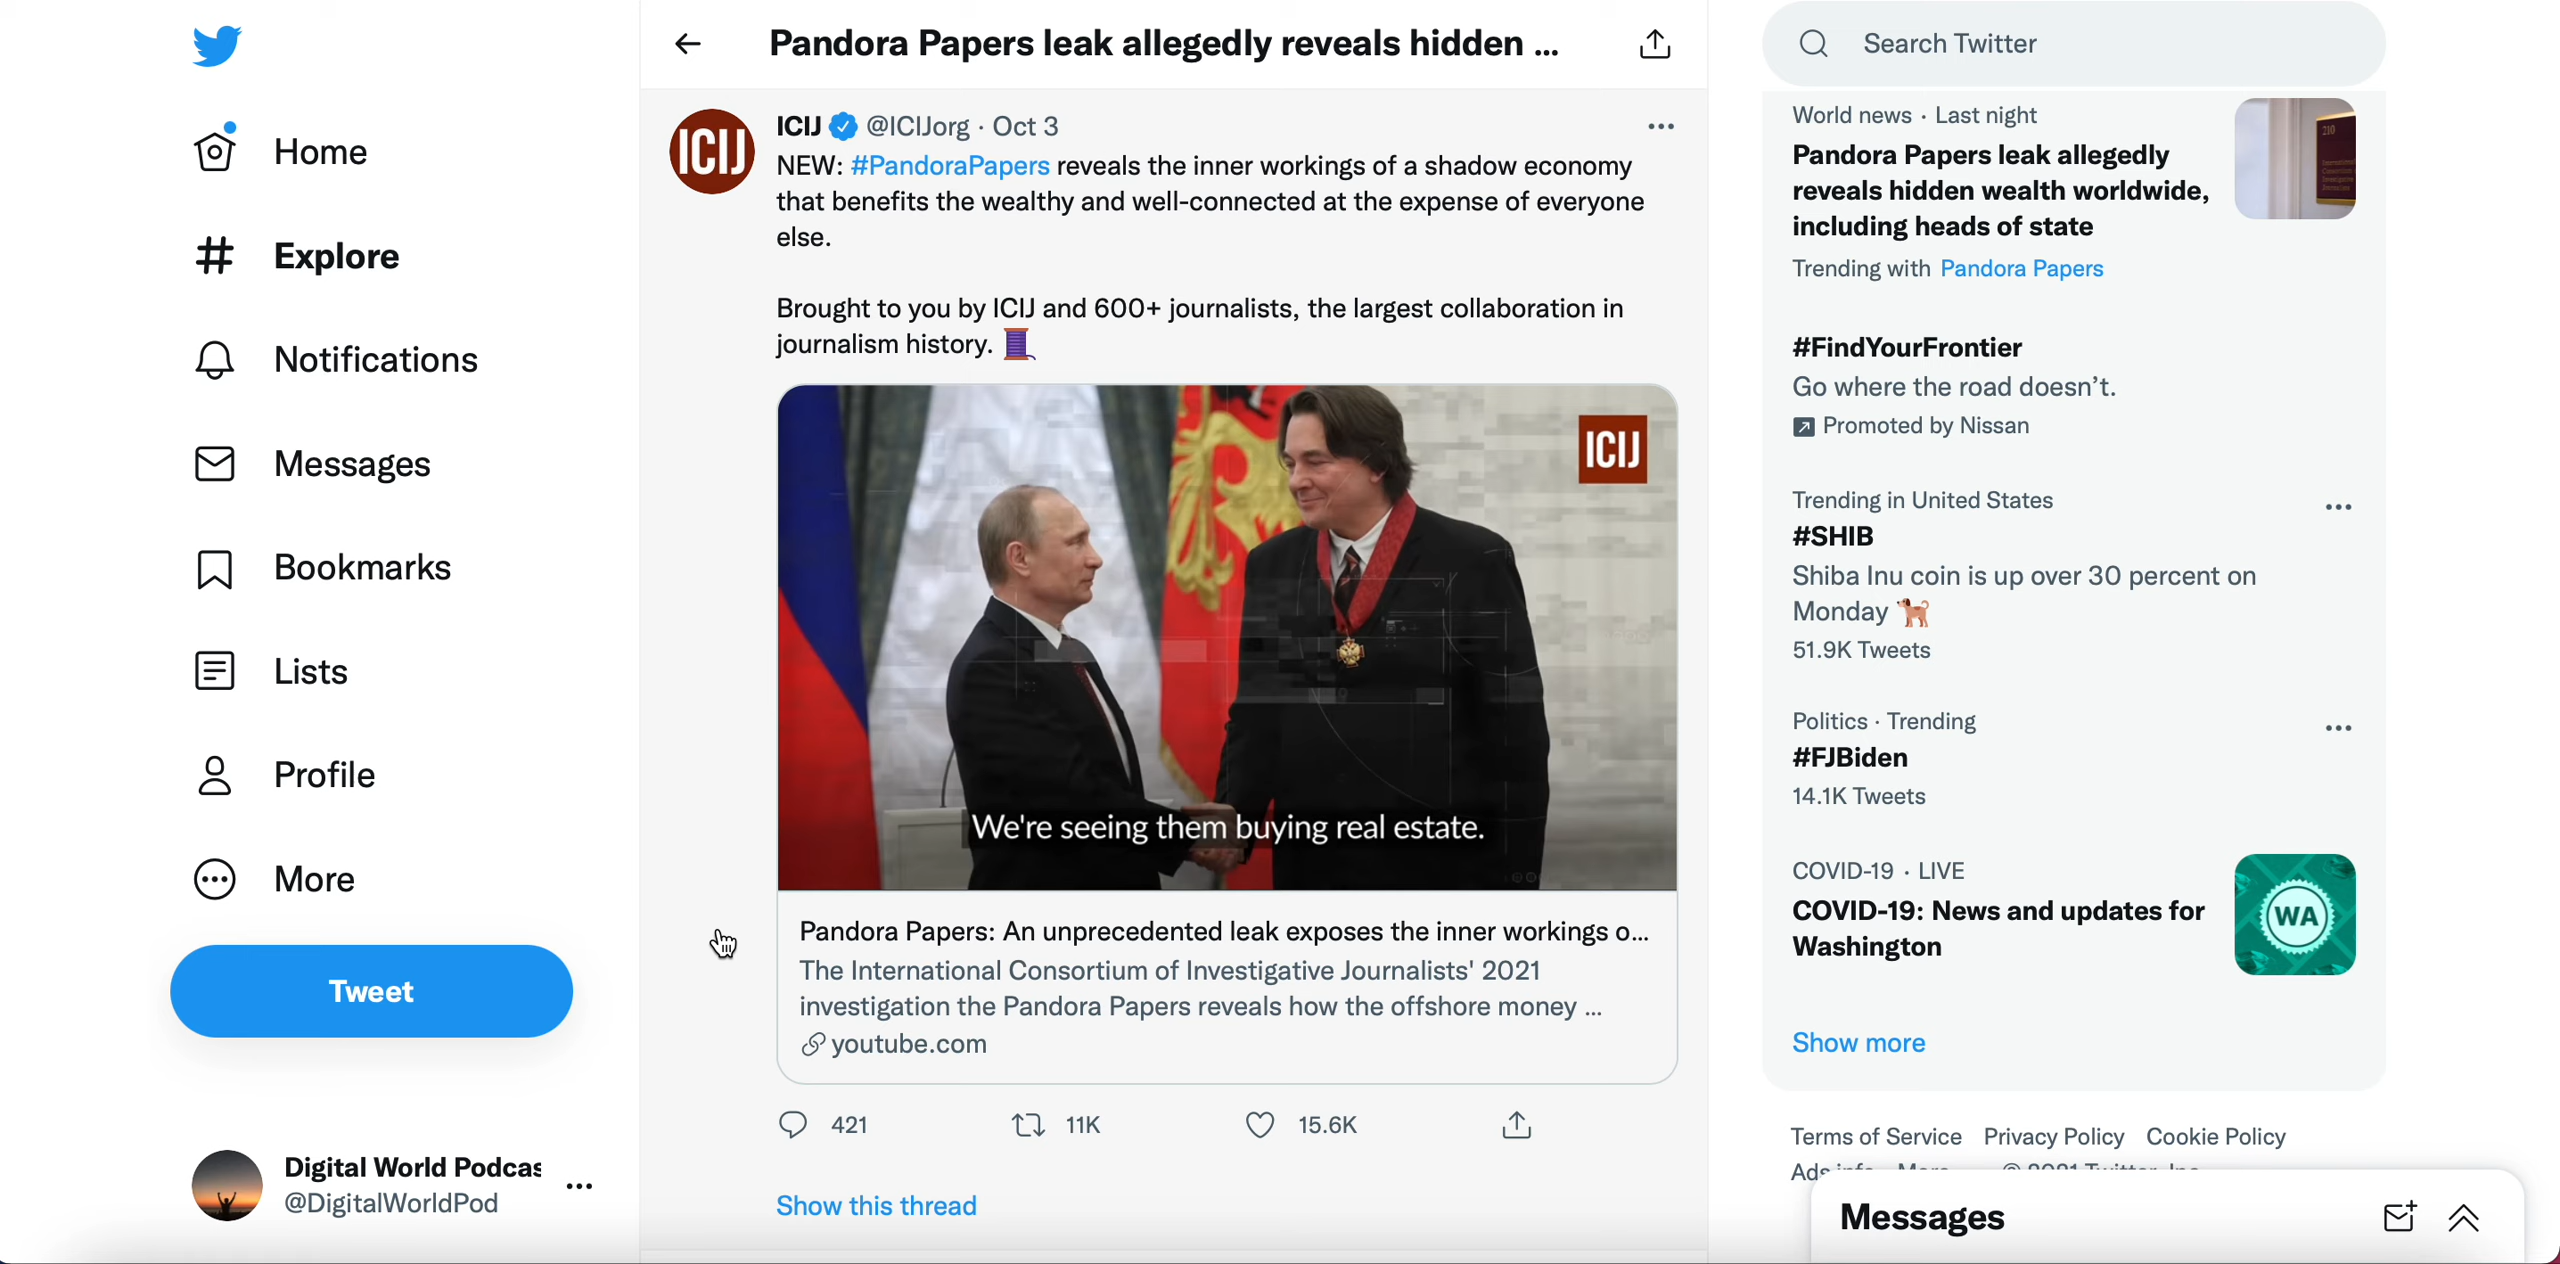 Home
Explore
Notifications
Messages
Bookmarks
Lists
Profile
More
Tweet
Digital World Podcas
@DigitalWorldPod
Pandora Papers leak allegedly reveals hidden ...
ICIJ
ICIJ @ICIJorg · Oct 3
NEW: #PandoraPapers reveals the inner workings of a shadow economy
that benefits the wealthy and well-connected at the expense of everyone
else.
Brought to you by ICIJ and 600+ journalists, the largest collaboration in
journalism history.
ICIJ
We're seeing them buying real estate.
Pandora Papers: An unprecedented leak exposes the inner workings o...
The International Consortium of Investigative Journalists' 2021
investigation the Pandora Papers reveals how the offshore money ...
youtube.com
421 11K 15.6K
Show this thread
Search Twitter
World news · Last night
Pandora Papers leak allegedly
reveals hidden wealth worldwide,
including heads of state
Trending with Pandora Papers
210
#FindYourFrontier
Go where the road doesn't.
Promoted by Nissan
Trending in United States
#SHIB
Shiba Inu coin is up over 30 percent on
Monday
51.9K Tweets
Politics · Trending
#FJBiden
14.1K Tweets
COVID-19 · LIVE
COVID-19: News and updates for
Washington
WA
Show more
Terms of Service Privacy Policy Cookie Policy
Ads info More © 2021 Twitter, Inc.
Messages